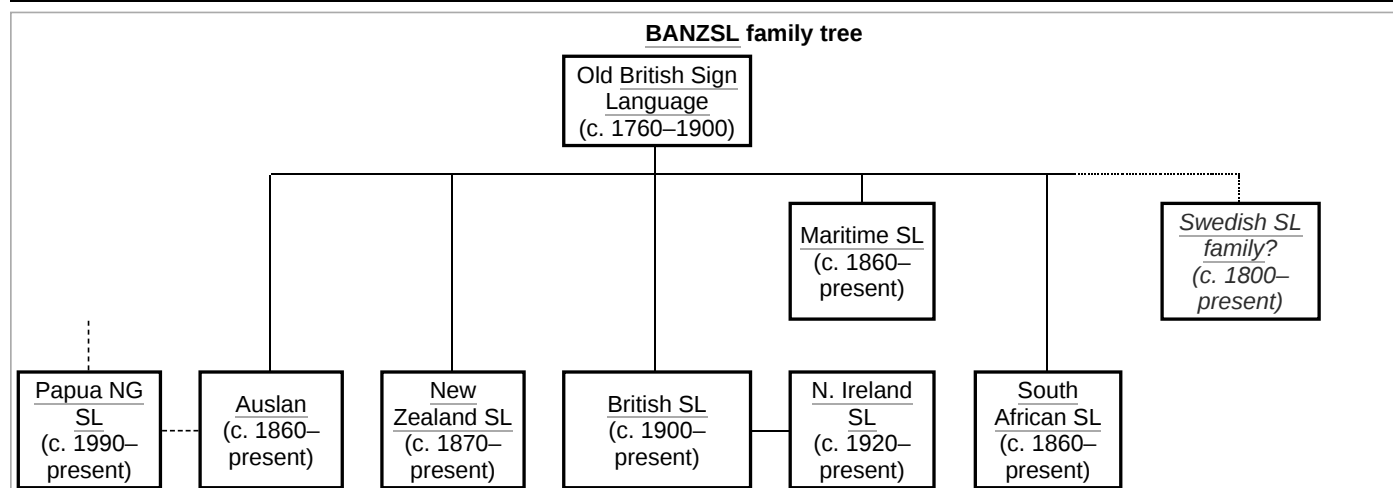 BANZSL family tree
Old British Sign
Language
(c. 1760–1900)
Maritime SL
(c. 1860–
present)
Swedish SL
family?
(c. 1800–
present)
Papua NG
SL
(c. 1990–
present)
Auslan
(c. 1860–
present)
New
Zealand SL
(c. 1870–
present)
British SL
(c. 1900–
present)
N. Ireland
SL
(c. 1920–
present)
South
African SL
(c. 1860–
present)